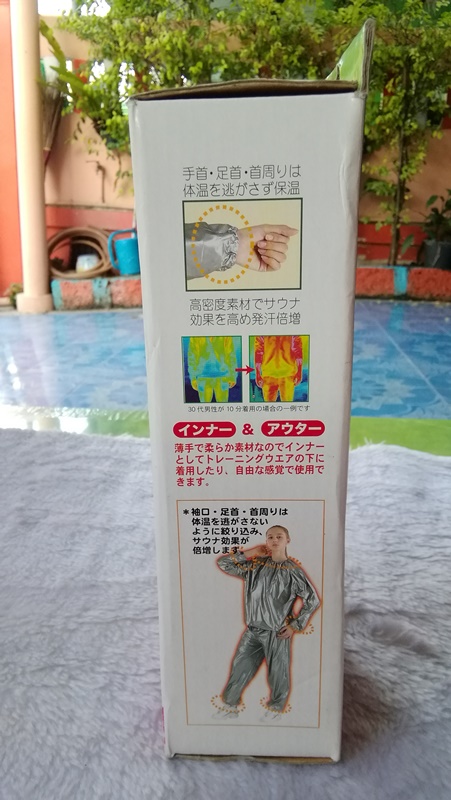 手首・足首・首周りは
体温を逃がさず保温
高密度素材でサウナ
効果を高め発汗倍増
30代男性が10分着用の場合の一例です
インナー & アウター
薄手で柔らか素材なのでインナー
としてトレーニングウエアの下に
着用したり、自由な感覚で使用で
きます。
*袖口・足首・首周りは
体温を逃がさない
ように絞り込み、
サウナ効果が
倍増します。